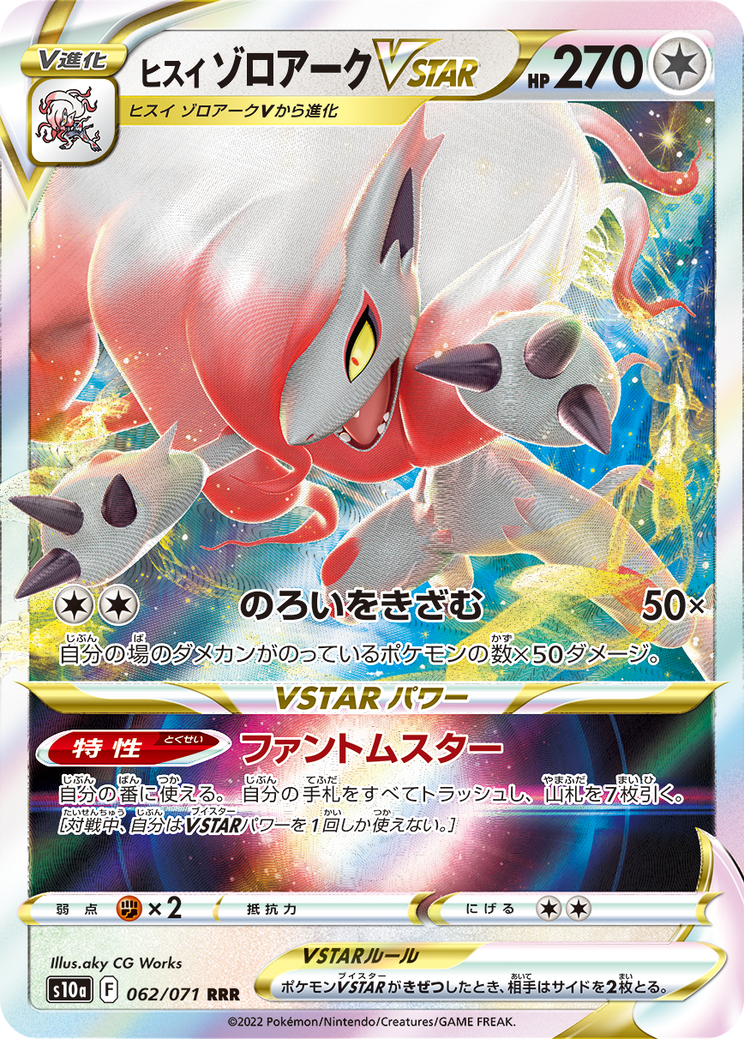 V進化
ヒスイ ゾロアークVSTAR
HP 270
ヒスイ ゾロアークVから進化
のろいをきざむ 50×
自分の場のダメカンがのっているポケモンの数×50ダメージ。
VSTARパワー
特性 とくせい ファントムスター
自分の番に使える。自分の手札をすべてトラッシュし、山札を7枚引く。
[対戦中、自分はVSTARパワーを1回しか使えない。]
弱点 ×2 抵抗力 にげる
Illus.aky CG Works
s10a F 062/071 RRR
VSTARルール
ポケモンVSTARがきぜつしたとき、相手はサイドを2枚とる。
©2022 Pokémon/Nintendo/Creatures/GAME FREAK.